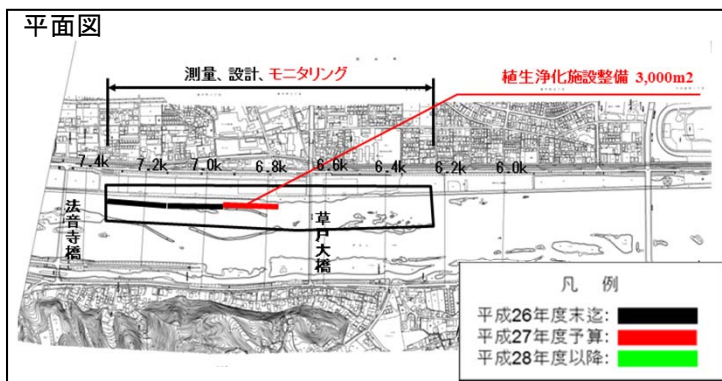 平面図
測量、設計、モニタリング
植生浄化施設整備 3,000m2
7.4k 7.2k 7.0k 6.8k 6.6k 6.4k 6.2k 6.0k
法音寺橋
草戸大橋
凡 例
平成26年度末迄:
平成27年度予算:
平成28年度以降: